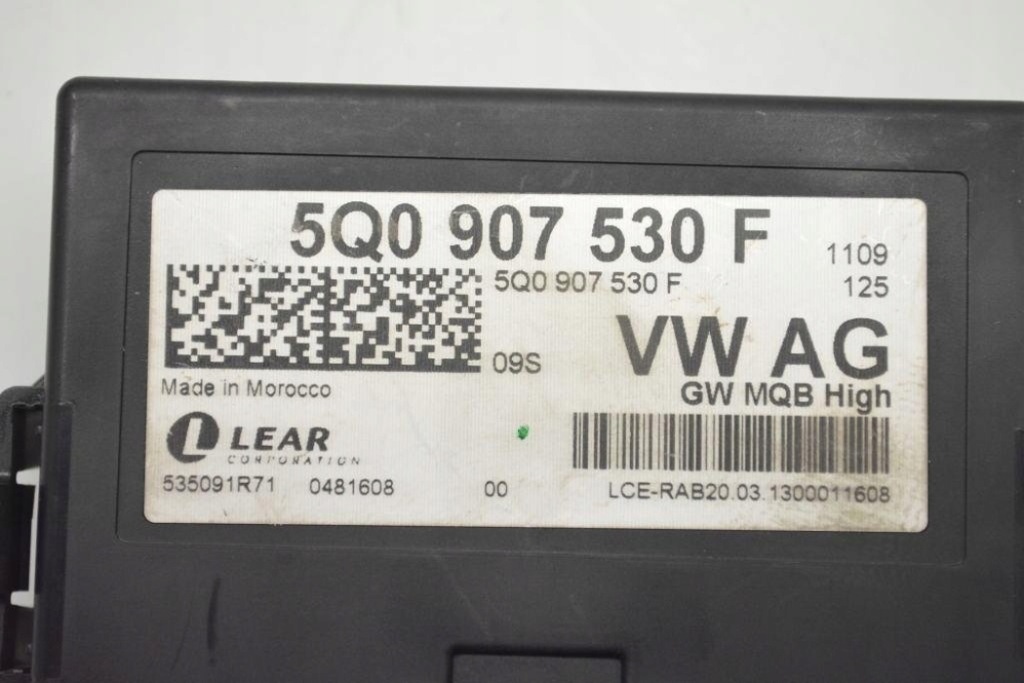 5Q0 907 530 F 1109
5Q0 907 530 F 125
09S VW AG
Made in Morocco GW MQB High
LEAR
CORPORATION
535091R71 0481608 00 LCE-RAB20.03.1300011608